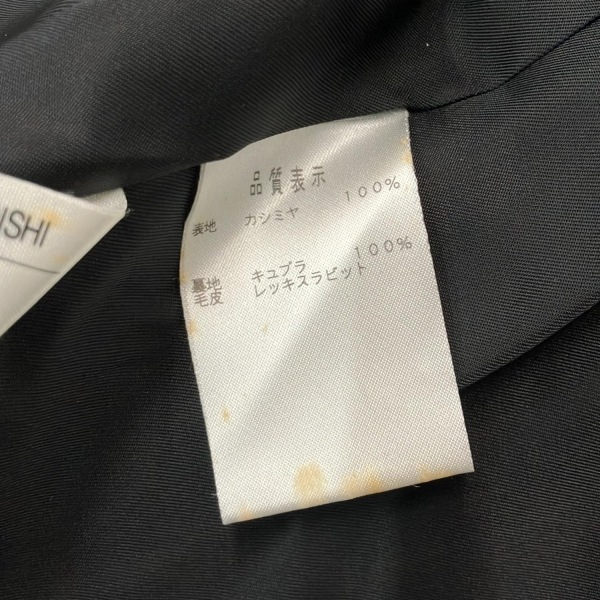 ISHI
品質表示
表地 カシミヤ 100%
裏地 キュプラ 100%
毛皮 レッキスラビット